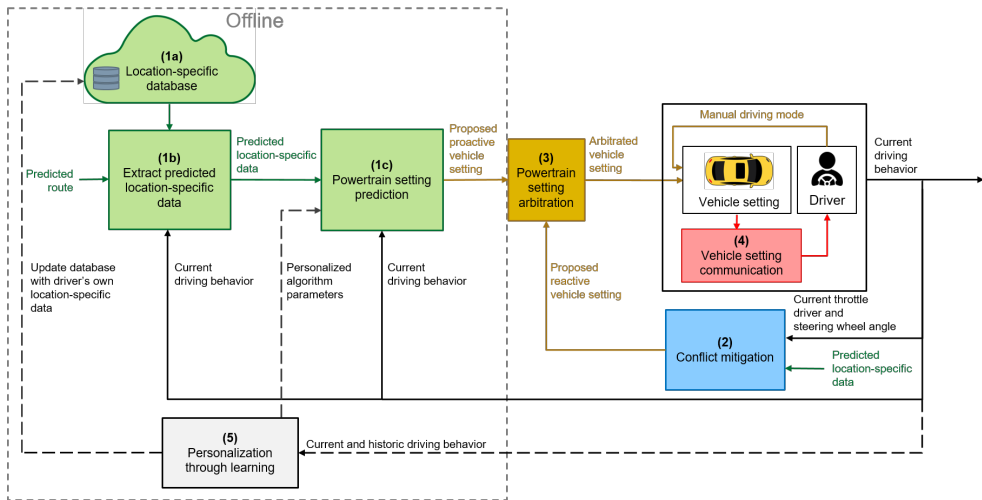 Offline
(1a)
Location-specific
database
Predicted
route
(1b)
Extract predicted
location-specific
data
Predicted
location-specific
data
(1c)
Powertrain setting
prediction
Proposed
proactive
vehicle
setting
(3)
Powertrain
setting
arbitration
Arbitrated
vehicle
setting
Manual driving mode
Vehicle setting
Driver
(4)
Vehicle setting
communication
Current
driving
behavior
Update database
with driver's own
location-specific
data
Current
driving behavior
Personalized
algorithm
parameters
Current
driving behavior
Proposed
reactive
vehicle setting
Current throttle
driver and
steering wheel angle
(2)
Conflict mitigation
Predicted
location-specific
data
(5)
Personalization
through learning
Current and historic driving behavior